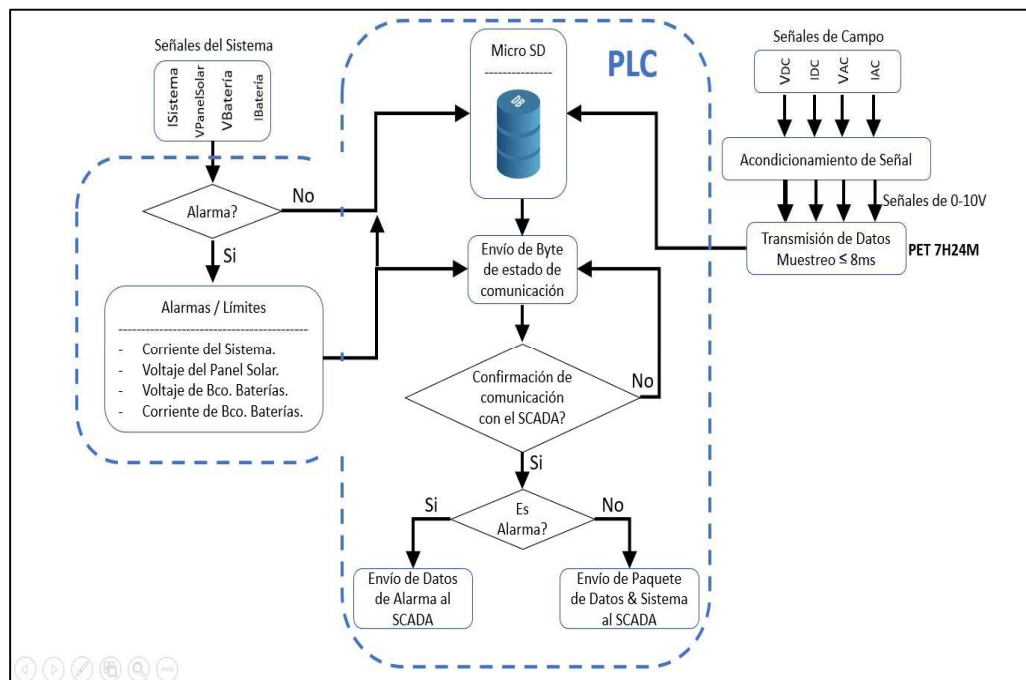 Señales del Sistema
ISistema
VPanelSolar
VBatería
IBatería
Alarma?
No
Si
Alarmas / Límites
- Corriente del Sistema.
- Voltaje del Panel Solar.
- Voltaje de Bco. Baterías.
- Corriente de Bco. Baterías.
PLC
Micro SD
DB
Envío de Byte
de estado de
comunicación
Confirmación de
comunicación
con el SCADA?
No
Si
Es
Alarma?
Si
No
Envío de Datos
de Alarma al
SCADA
Envío de Paquete
de Datos & Sistema
al SCADA
Señales de Campo
VDC
IDC
VAC
IAC
Acondicionamiento de Señal
Señales de 0-10V
Transmisión de Datos
Muestreo ≤ 8ms
PET 7H24M